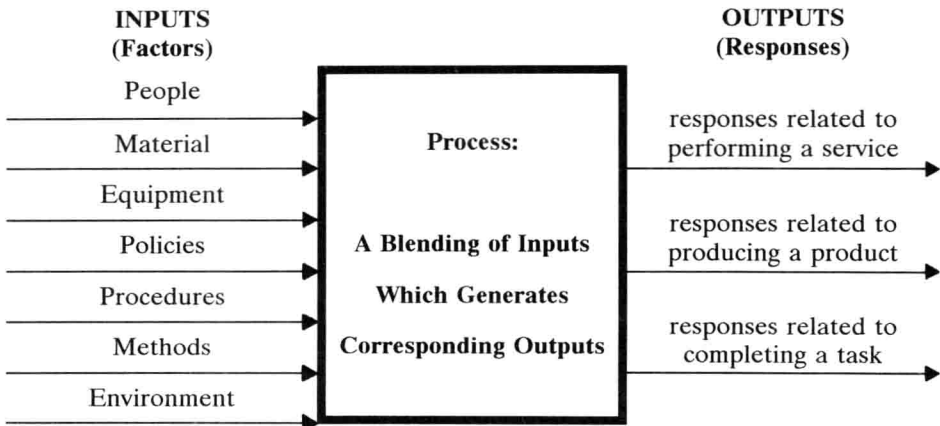 INPUTS
(Factors)
People
Material
Equipment
Policies
Procedures
Methods
Environment
Process:
A Blending of Inputs
Which Generates
Corresponding Outputs
OUTPUTS
(Responses)
responses related to
performing a service
responses related to
producing a product
responses related to
completing a task